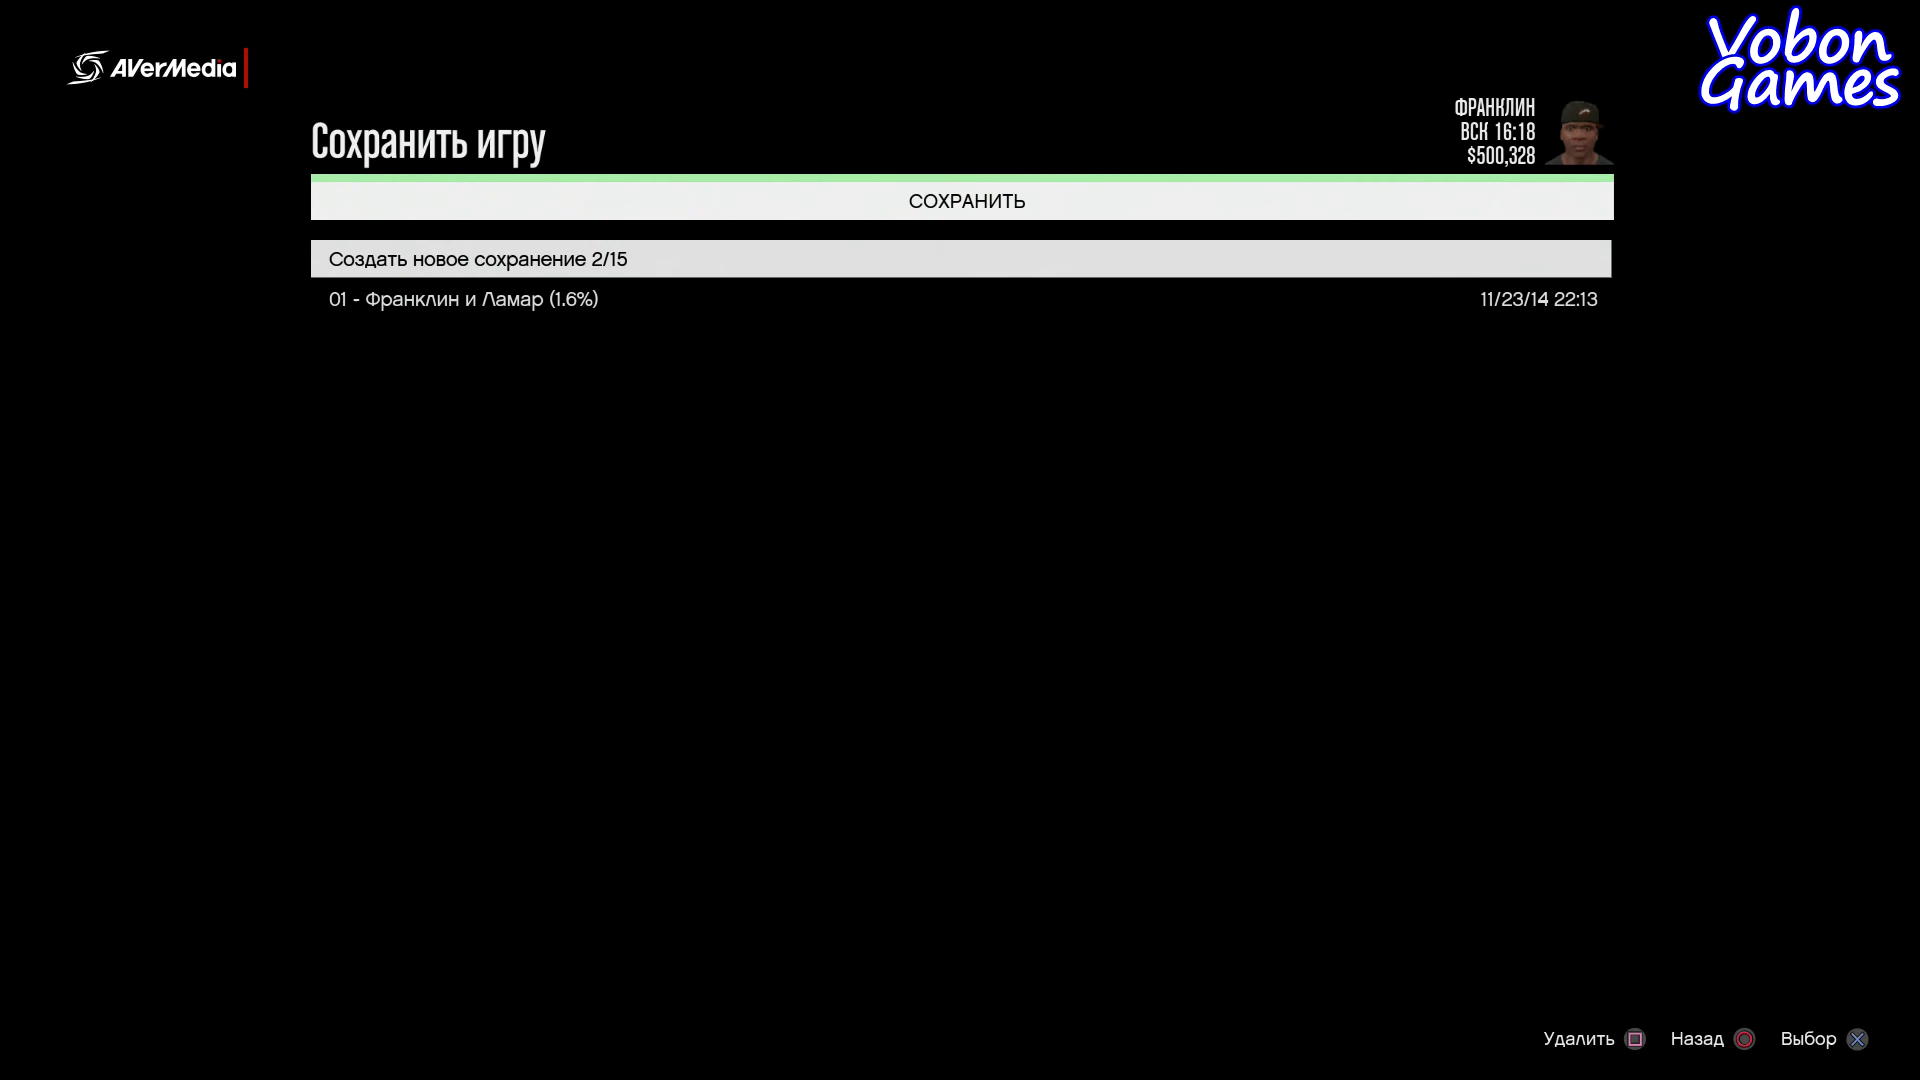 AVerMedia
Vobon
Games
Сохранить игру
ФРАНКЛИН
ВСК 16:18
$500,328
СОХРАНИТЬ
Создать новое сохранение 2/15
01 - Франклин и Ламар (1.6%) 11/23/14 22:13
Удалить Назад Выбор